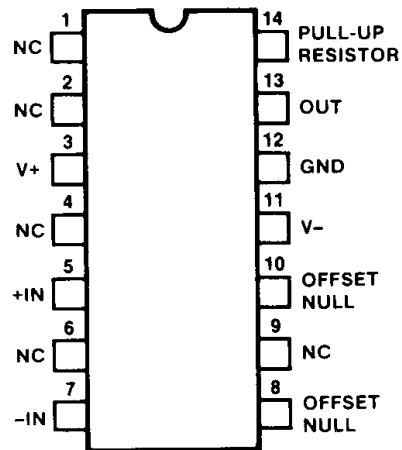 1
NC
2
NC
3
V+
4
NC
5
+IN
6
NC
7
–IN
14
PULL-UP
RESISTOR
13
OUT
12
GND
11
V–
10
OFFSET
NULL
9
NC
8
OFFSET
NULL